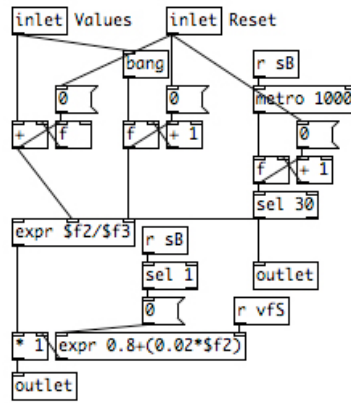 inlet Values inlet Reset
bang r sB
0 0 metro 1000
0
+ f f + 1
f + 1
sel 30
expr $f2/$f3 r sB
sel 1 outlet
0 r vfS
* 1 expr 0.8+(0.02*$f2)
outlet